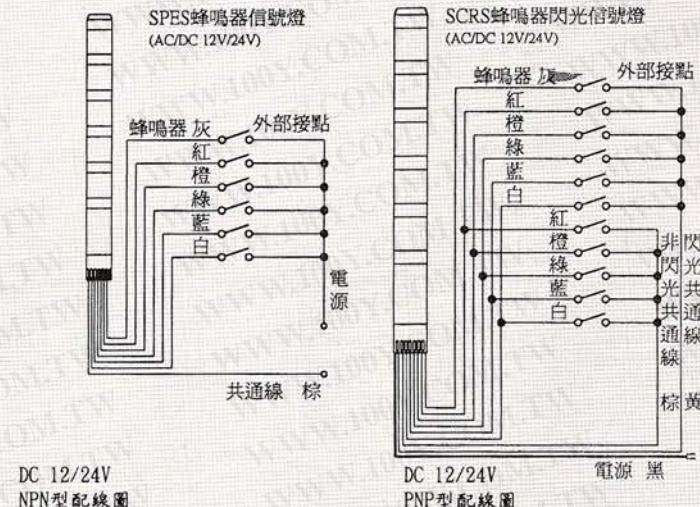 SPES蜂鳴器信號燈
(AC/DC 12V/24V)
蜂鳴器 灰
外部接點
紅
橙
綠
藍
白
電源
共通線 棕
DC 12/24V
NPN型配線圖
SCRS蜂鳴器閃光信號燈
(AC/DC 12V/24V)
蜂鳴器 灰
外部接點
紅
橙
綠
藍
白
紅
橙
綠
藍
白
非閃光共通線 棕
閃光共通線 黄
電源 黑
DC 12/24V
PNP型配線圖
WWW.100Y.COM.TW